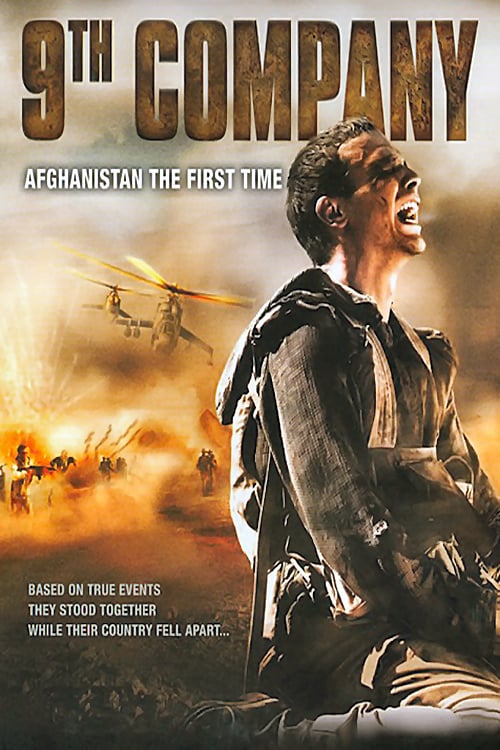 9TH COMPANY
AFGHANISTAN THE FIRST TIME
BASED ON TRUE EVENTS
THEY STOOD TOGETHER
WHILE THEIR COUNTRY FELL APART...